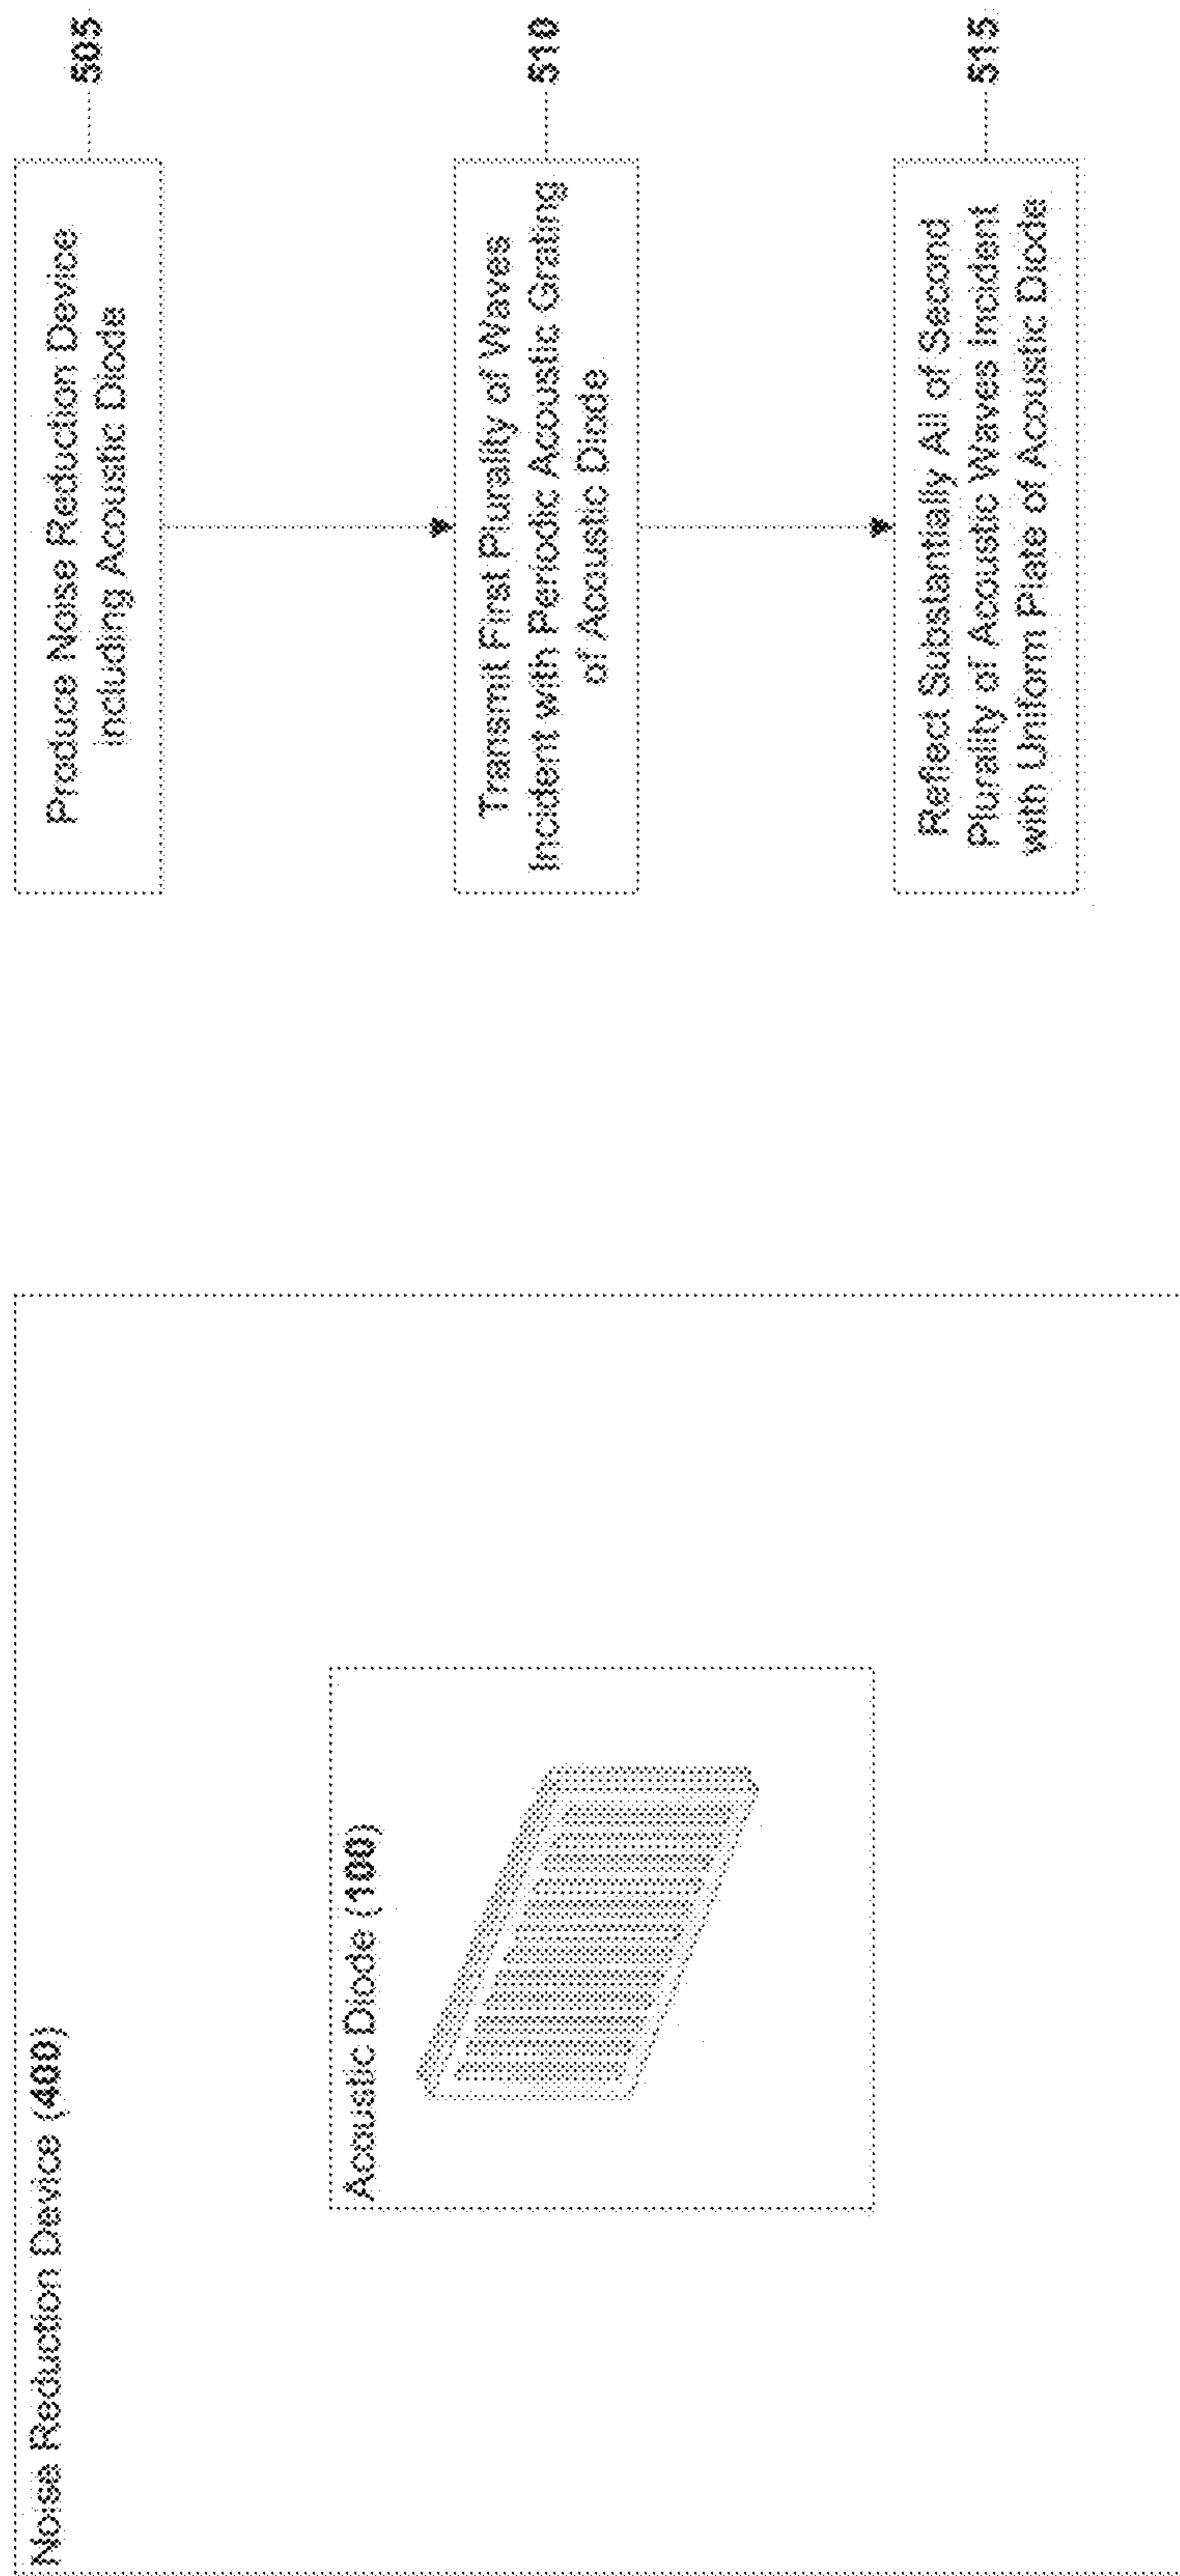 Noise Reduction Device (400)
Acoustic Diode (100)
Produce Noise Reduction Device
Including Acoustic Diode
505
Transmit First Plurality of Waves
Incident with Periodic Acoustic Grating
of Acoustic Diode
510
Reflect Substantially All of Second
Plurality of Acoustic Waves Incident
with Uniform Plate of Acoustic Diode
515